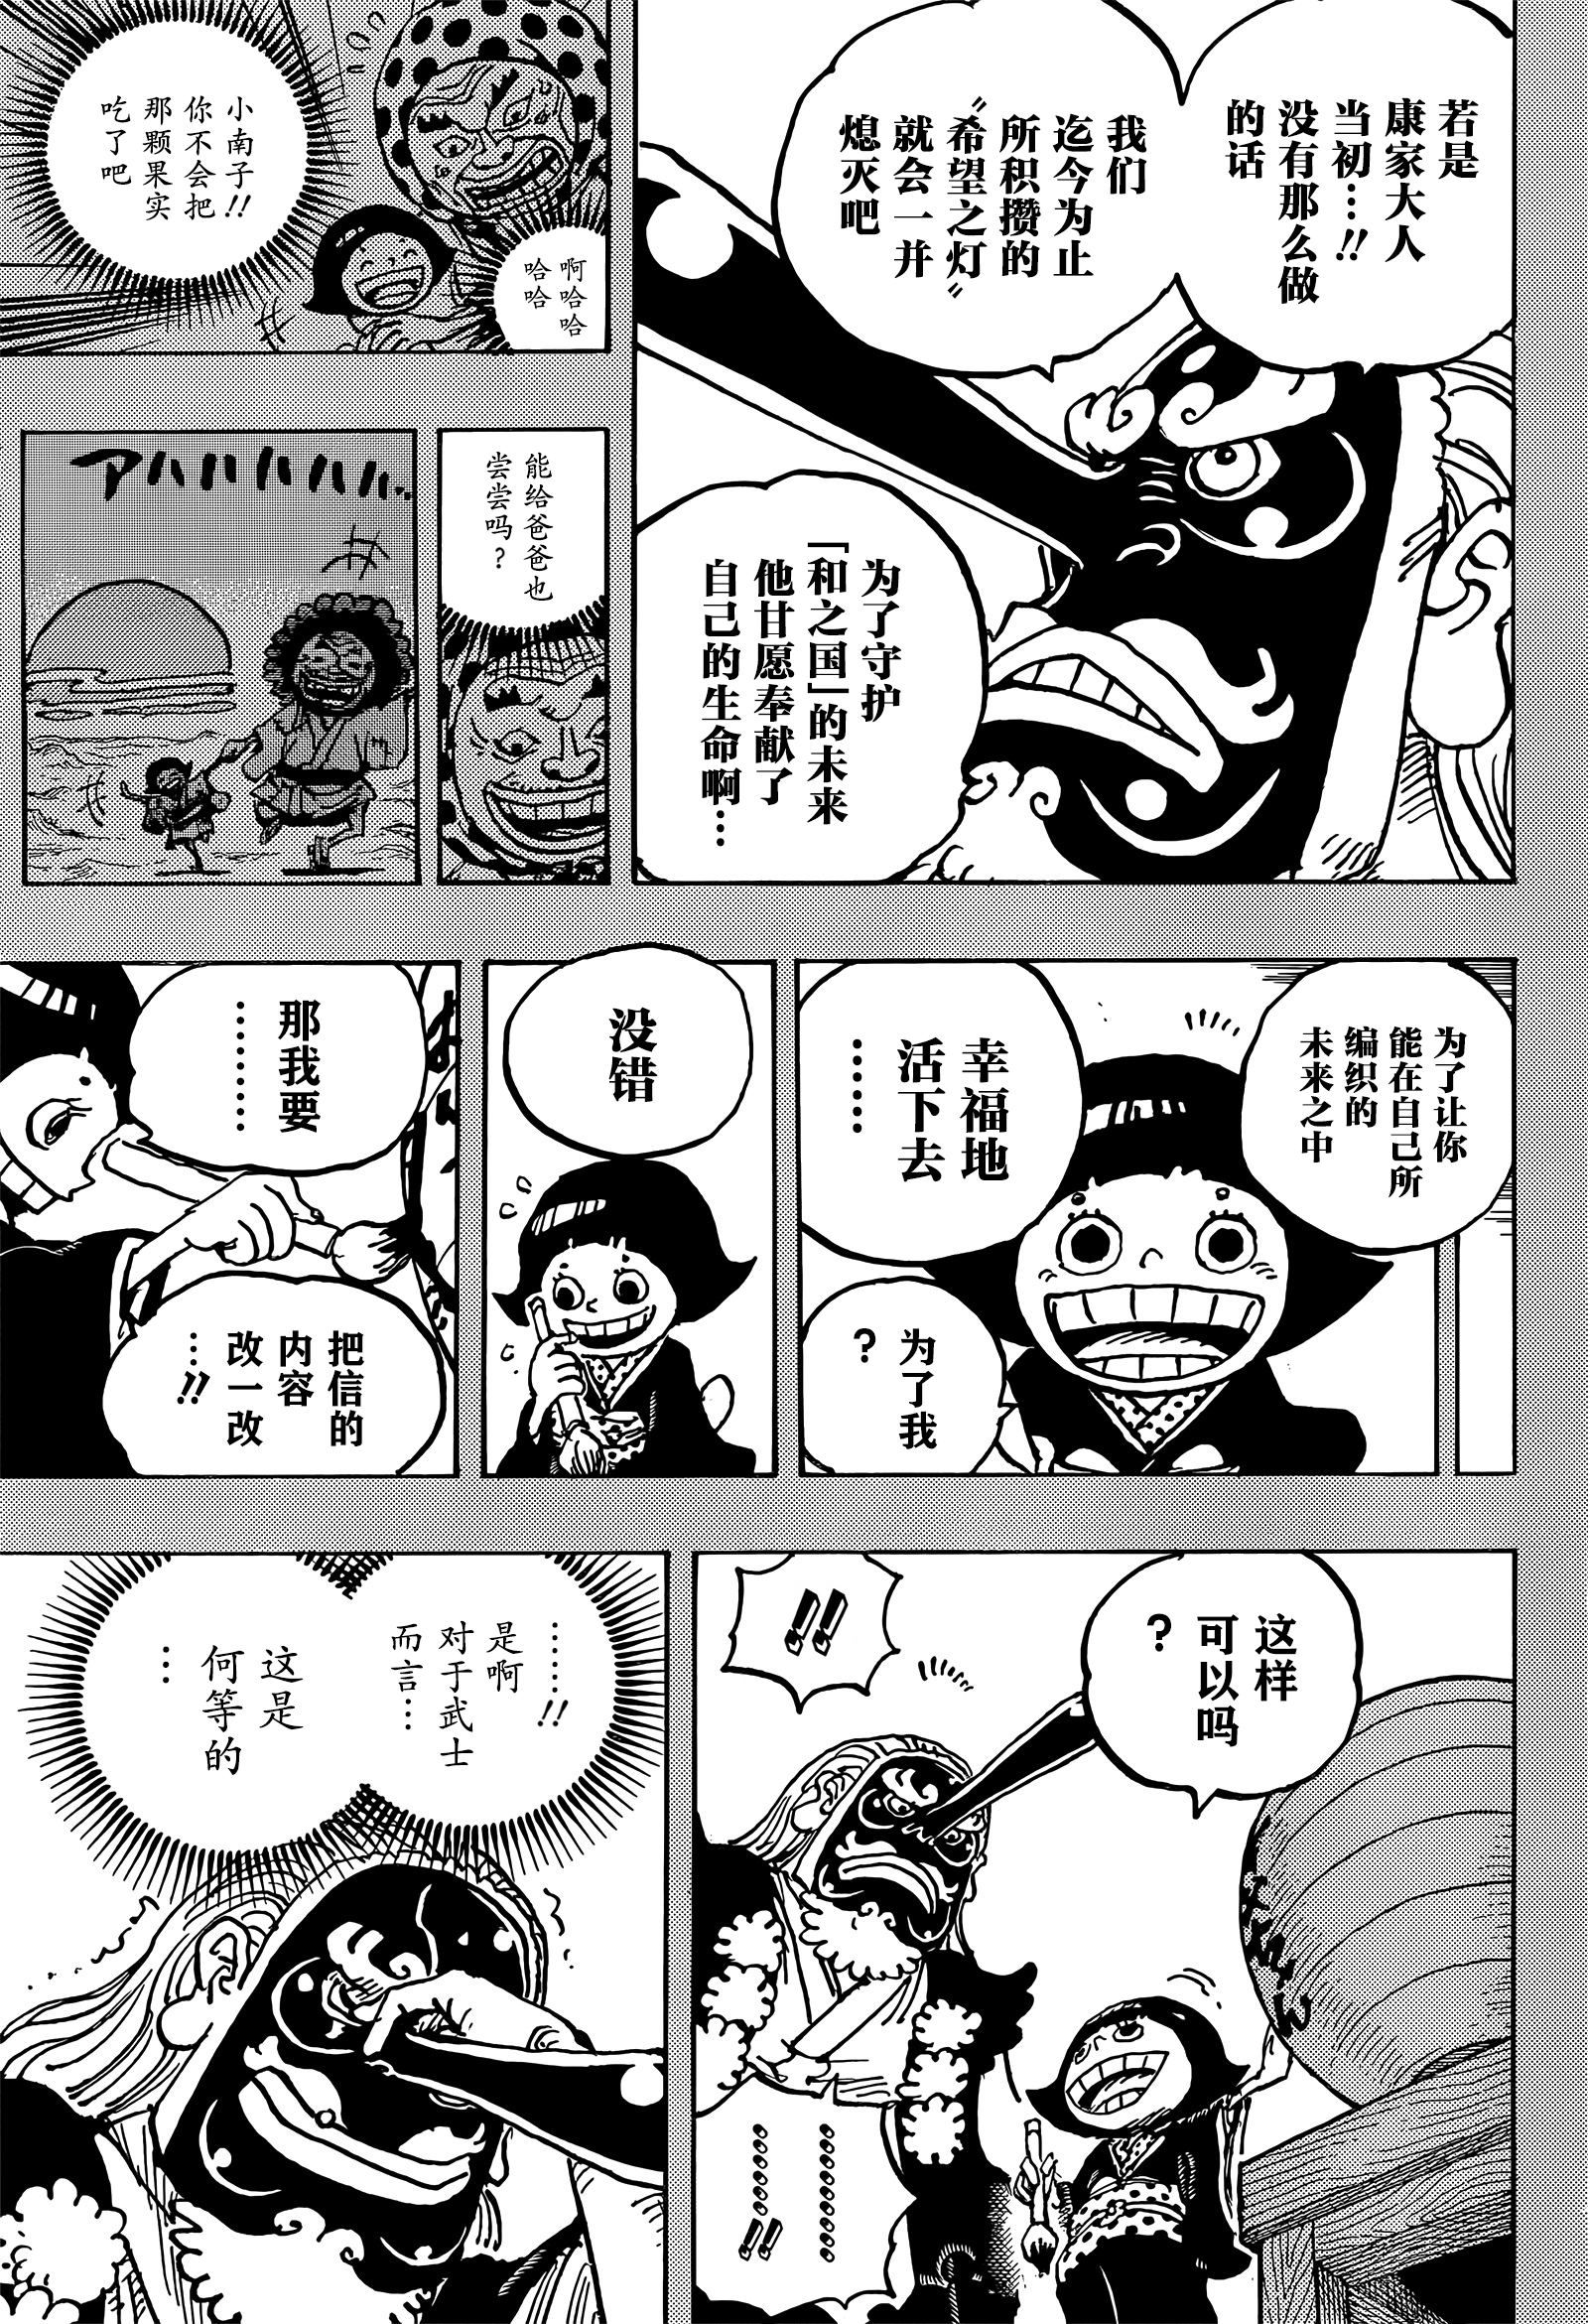 若是
康家大人
当初…!!
没有那么做
的话
我们
迄今为止
所积攒的
“希望之灯”
就会一并
熄灭吧
为了守护
「和之国」的未来
他甘愿奉献了
自己的生命啊…
小南子!!
你不会把
那颗果实
吃了吧
啊哈哈
哈哈
能给爸爸也
尝尝吗？
アハハハハハハ..
为了让你
能在自己所
编织的
未来之中
幸福地
活下去
……
为了我
？
没错
那我要
………
把信的
内容
改一改
…!!
这样
可以吗
？
!!
………
………!!
……!!
是啊
对于武士
而言…
这是
何等的
…